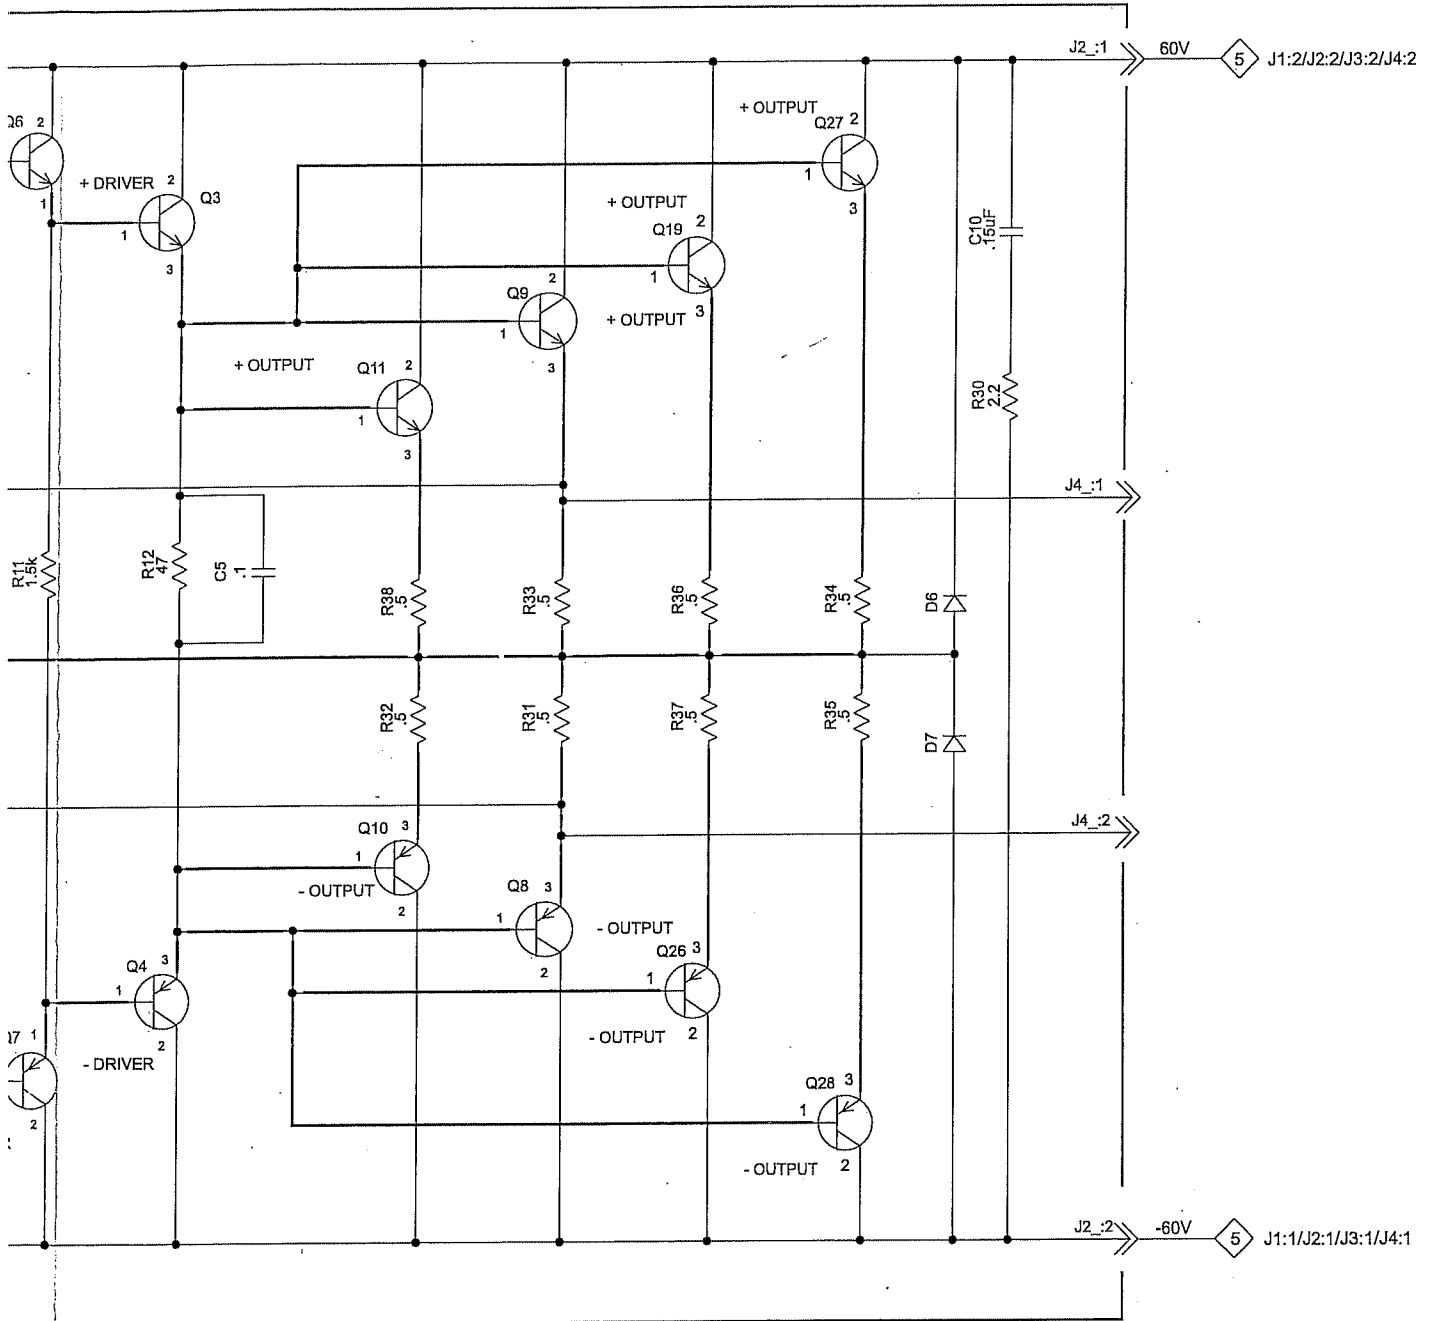 J2_:1
60V
5
J1:2/J2:2/J3:2/J4:2
+ OUTPUT
Q27
2
1
3
2
+ DRIVER
2
Q3
1
1
3
+ OUTPUT
2
Q19
1
3
C10
.15uF
2
Q9
1
3
+ OUTPUT
+ OUTPUT
Q11
2
1
3
R30
2.2
J4_:1
R11
1.5k
R12
47
C5
.1
R38
.5
R33
.5
R36
.5
R34
.5
D6
R32
.5
R31
.5
R37
.5
R35
.5
D7
J4_:2
Q10
3
1
- OUTPUT
2
Q8
3
1
- OUTPUT
2
Q4
3
1
2
- DRIVER
Q26
3
1
2
- OUTPUT
1
2
Q28
3
1
2
- OUTPUT
J2_:2
-60V
5
J1:1/J2:1/J3:1/J4:1